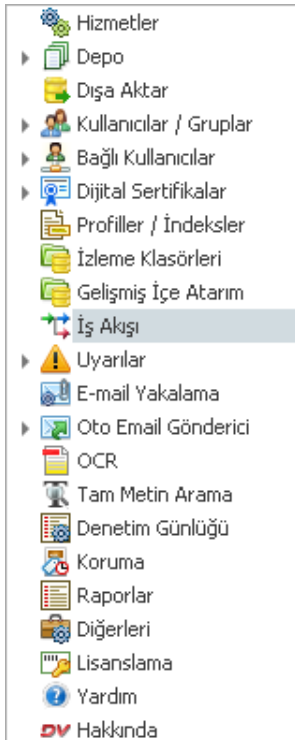 Hizmetler
Depo
Dışa Aktar
Kullanıcılar / Gruplar
Bağlı Kullanıcılar
Dijital Sertifikalar
Profiller / İndeksler
İzleme Klasörleri
Gelişmiş İçe Atarım
İş Akışı
Uyarılar
E-mail Yakalama
Oto Email Gönderici
OCR
Tam Metin Arama
Denetim Günlüğü
Koruma
Raporlar
Diğerleri
Lisanslama
Yardım
DV Hakkında